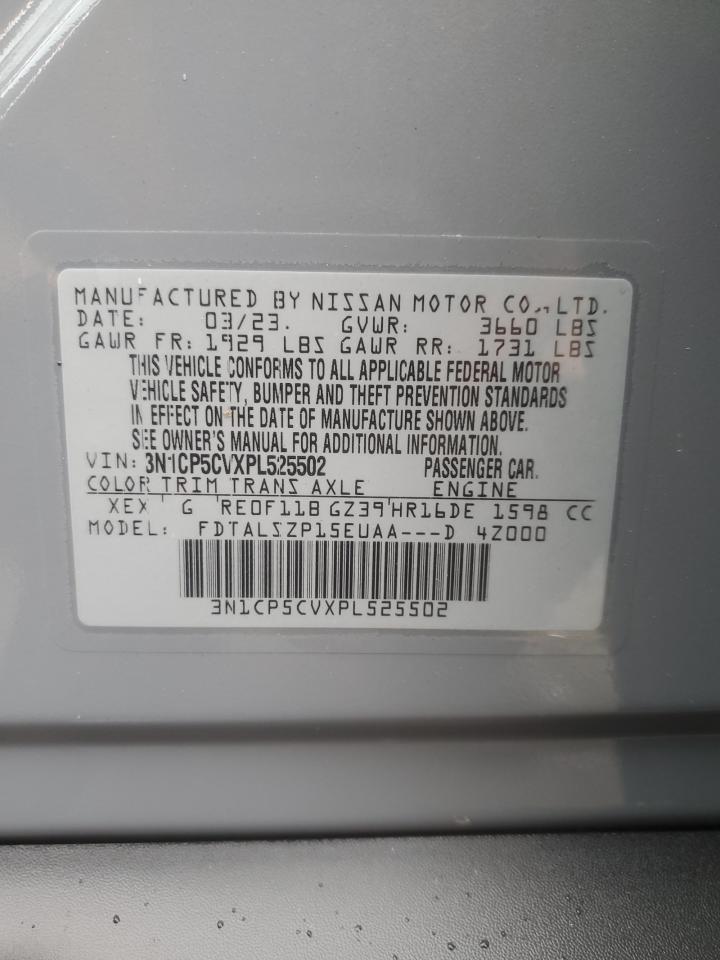 MANUFACTURED BY NISSAN MOTOR CO., LTD.
DATE: 03/23. GVWR: 3660 LBS
GAWR FR: 1929 LBS GAWR RR: 1731 LBS
THIS VEHICLE CONFORMS TO ALL APPLICABLE FEDERAL MOTOR
VEHICLE SAFETY, BUMPER AND THEFT PREVENTION STANDARDS
IN EFFECT ON THE DATE OF MANUFACTURE SHOWN ABOVE.
SEE OWNER'S MANUAL FOR ADDITIONAL INFORMATION.
VIN: 3N1CP5CVXPL525502 PASSENGER CAR.
COLOR TRIM TRANS AXLE ENGINE
XEX G RE0F11B GZ39 HR16DE 1598 CC
MODEL: FDTALSZP15EUAA---D 4Z000
3N1CP5CVXPL525502